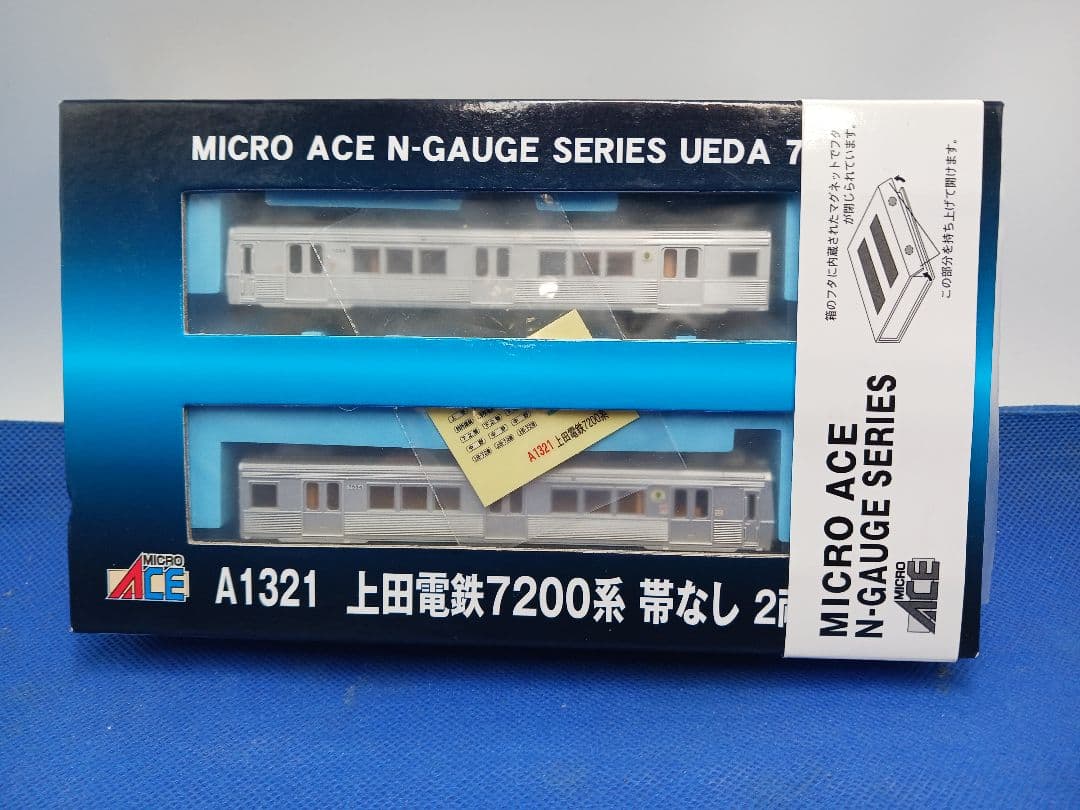 MICRO ACE N-GAUGE SERIES UEDA 7
箱のフタに内蔵されたマグネットでフタ
が閉じられています。
この部分を持ち上げて開けます。
A1321 上田電鉄7200系
MICRO
ACE
A1321 上田電鉄7200系 帯なし 2両
MICRO ACE
N-GAUGE SERIES
MICRO
ACE